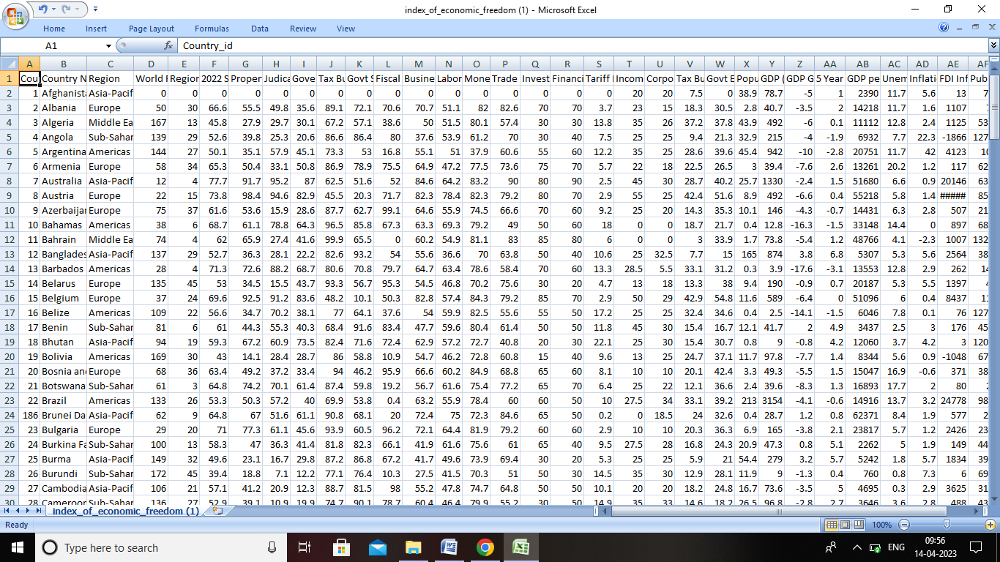 index_of_economic_freedom (1) - Microsoft Excel
Home Insert Page Layout Formulas Data Review View
A1 fx Country_id
A B C D E F G H I J K L M N O P Q R S T U V W X Y Z AA AB AC AD AE AF
1 Cou Country N Region World Region 2022 S Proper Judica Gove Tax Bu Govt S Fiscal Busine Labor Mone Trade Invest Financi Tariff Incom Corpo Tax Bu Govt E Popu GDP ( GDP G 5 Year GDP pe Unem Inflati FDI Inf Pub
2 1 Afghanist Asia-Pacif 0 0 0 0 0 0 0 0 0 0 0 0 0 0 0 0 20 20 7.5 0 38.9 78.7 -5 1 2390 11.7 5.6 13 7
3 2 Albania Europe 50 30 66.6 55.5 49.8 35.6 89.1 72.1 70.6 70.7 51.1 82 82.6 70 70 3.7 23 15 18.3 30.5 2.8 40.7 -3.5 2 14218 11.7 1.6 1107
4 3 Algeria Middle Ea 167 13 45.8 27.9 29.7 30.1 67.2 57.1 38.6 50 51.5 80.1 57.4 30 30 13.8 35 26 37.2 37.8 43.9 492 -6 0.1 11112 12.8 2.4 1125 53
5 4 Angola Sub-Sahar 139 29 52.6 39.8 25.3 20.6 86.6 86.4 80 37.6 53.9 61.2 70 30 40 7.5 25 25 9.4 21.3 32.9 215 -4 -1.9 6932 7.7 22.3 -1866 127
6 5 Argentina Americas 144 27 50.1 35.1 57.9 45.1 73.3 53 16.8 55.1 51 37.9 60.6 55 60 12.2 35 25 28.6 39.6 45.4 942 -10 -2.8 20751 11.7 42 4123 10
7 6 Armenia Europe 58 34 65.3 50.4 33.1 50.8 86.9 78.9 75.5 64.9 47.2 77.5 73.6 75 70 5.7 22 18 22.5 26.5 3 39.4 -7.6 2.6 13261 20.2 1.2 117 62
8 7 Australia Asia-Pacif 12 4 77.7 91.7 95.2 87 62.5 51.6 52 84.6 64.2 83.2 90 80 90 2.5 45 30 28.7 40.2 25.7 1330 -2.4 1.5 51680 6.6 0.9 20146 63
9 8 Austria Europe 22 15 73.8 98.4 94.6 82.9 45.5 20.3 71.7 82.3 78.4 82.3 79.2 80 70 2.9 55 25 42.4 51.6 8.9 492 -6.6 0.4 55218 5.8 1.4 ##### 85
10 9 Azerbaijan Europe 75 37 61.6 53.6 15.9 28.6 87.7 62.7 99.1 64.6 55.9 74.5 66.6 70 60 9.2 25 20 14.3 35.3 10.1 146 -4.3 -0.7 14431 6.3 2.8 507 21
11 10 Bahamas Americas 38 6 68.7 61.1 78.8 64.3 96.5 85.8 67.3 63.3 69.3 79.2 49 50 60 18 0 0 18.7 21.7 0.4 12.8 -16.3 -1.5 33148 14.4 0 897 68
12 11 Bahrain Middle Ea 74 4 62 65.9 27.4 41.6 99.9 65.5 0 60.2 54.9 81.1 83 85 80 6 0 0 3 33.9 1.7 73.8 -5.4 1.2 48766 4.1 -2.3 1007 132
13 12 Banglades Asia-Pacif 137 29 52.7 36.3 28.1 22.2 82.6 93.2 54 55.6 36.6 70 63.8 50 40 10.6 25 32.5 7.7 15 165 874 3.8 6.8 5307 5.3 5.6 2564 38
14 13 Barbados Americas 28 4 71.3 72.6 88.2 68.7 80.6 70.8 79.7 64.7 63.4 78.6 58.4 70 60 13.3 28.5 5.5 33.1 31.2 0.3 3.9 -17.6 -3.1 13553 12.8 2.9 262 14
15 14 Belarus Europe 135 45 53 34.5 15.5 43.7 93.3 56.7 95.3 54.5 46.8 70.2 75.6 30 20 4.7 13 18 13.3 38 9.4 190 -0.9 0.7 20187 5.3 5.5 1397
16 15 Belgium Europe 37 24 69.6 92.5 91.2 83.6 48.2 10.1 50.3 82.8 57.4 84.3 79.2 85 70 2.9 50 29 42.9 54.8 11.6 589 -6.4 0 51096 6 0.4 8437 11
17 16 Belize Americas 109 22 56.6 34.7 70.2 38.1 77 64.1 37.6 54 59.9 82.5 55.6 55 50 17.2 25 25 32.4 34.6 0.4 2.5 -14.1 -1.5 6046 7.8 0.1 76 127
18 17 Benin Sub-Sahar 81 6 61 44.3 55.3 40.3 68.4 91.6 83.4 47.7 59.6 80.4 61.4 50 50 11.8 45 30 15.4 16.7 12.1 41.7 2 4.9 3437 2.5 3 176 45
19 18 Bhutan Asia-Pacif 94 19 59.3 67.2 60.9 73.5 82.4 71.6 72.4 62.9 57.2 72.7 40.8 20 30 22.1 25 30 15.4 30.7 0.8 9 -0.8 4.2 12060 3.7 4.2 3 120
20 19 Bolivia Americas 169 30 43 14.1 28.4 28.7 86 58.8 10.9 54.7 46.2 72.8 60.8 15 40 9.6 13 25 24.7 37.1 11.7 97.8 -7.7 1.4 8344 5.6 0.9 -1048 67
21 20 Bosnia and Europe 68 36 63.4 49.2 37.2 33.4 94 46.2 95.9 66.6 60.2 84.9 68.8 65 60 8.1 10 10 20.1 42.4 3.3 49.3 -5.5 1.5 15047 16.9 -0.6 371 38
22 21 Botswana Sub-Sahar 61 3 64.8 74.2 70.1 61.4 87.4 59.8 19.2 56.7 61.6 75.4 77.2 65 70 6.4 25 22 12.1 36.6 2.4 39.6 -8.3 1.3 16893 17.7 2 80 2
23 22 Brazil Americas 133 26 53.3 50.3 57.2 40 69.9 53.8 0.4 63.2 55.9 78.4 60 60 50 10 27.5 34 33.1 39.2 213 3154 -4.1 -0.6 14916 13.7 3.2 24778 98
24 186 Brunei Da Asia-Pacif 62 9 64.8 67 51.6 61.1 90.8 68.1 20 72.4 75 72.3 84.6 65 50 0.2 0 18.5 24 32.6 0.4 28.7 1.2 0.8 62371 8.4 1.9 577 2
25 23 Bulgaria Europe 29 20 71 77.3 61.1 45.6 93.9 60.5 96.2 72.1 64.4 81.9 79.2 60 60 2.9 10 10 20.3 36.3 6.9 165 -3.8 2.1 23817 5.7 1.2 2426 23
26 24 Burkina Fa Sub-Sahar 100 13 58.3 47 36.3 41.4 81.8 82.3 66.1 41.9 61.6 75.6 61 65 40 9.5 27.5 28 16.8 24.3 20.9 47.3 0.8 5.1 2262 5 1.9 149 44
27 25 Burma Asia-Pacif 149 32 49.6 23.1 16.7 29.8 87.2 86.8 67.2 41.7 49.6 73.9 69.4 30 20 5.3 25 25 5.9 21 54.4 279 3.2 5.7 5242 1.8 5.7 1834 39
28 26 Burundi Sub-Sahar 172 45 39.4 18.8 7.1 12.2 77.1 76.4 10.3 27.5 41.5 70.3 51 50 30 14.5 35 30 12.9 28.1 11.9 9 -1.3 0.4 760 0.8 7.3 6 69
29 27 Cambodia Asia-Pacif 106 21 57.1 41.2 20.9 12.3 88.7 81.5 98 55.2 47.8 74.7 64.8 50 50 10.1 20 20 18.2 24.8 16.7 73.6 -3.5 5 4695 0.3 2.9 3625 31
30 28 Cameroon Sub-Sahar 136 27 52.9 39.1 10.9 19.9 74.7 90.1 78.7 60.4 46.4 79.9 55.2 30 50 14.9 35 33 14.6 18.2 26.5 96.8 -2.8 2.7 3646 3.6 2.8 488 43
index_of_economic_freedom (1)
Ready 100%
Type here to search ENG 09:56
14-04-2023